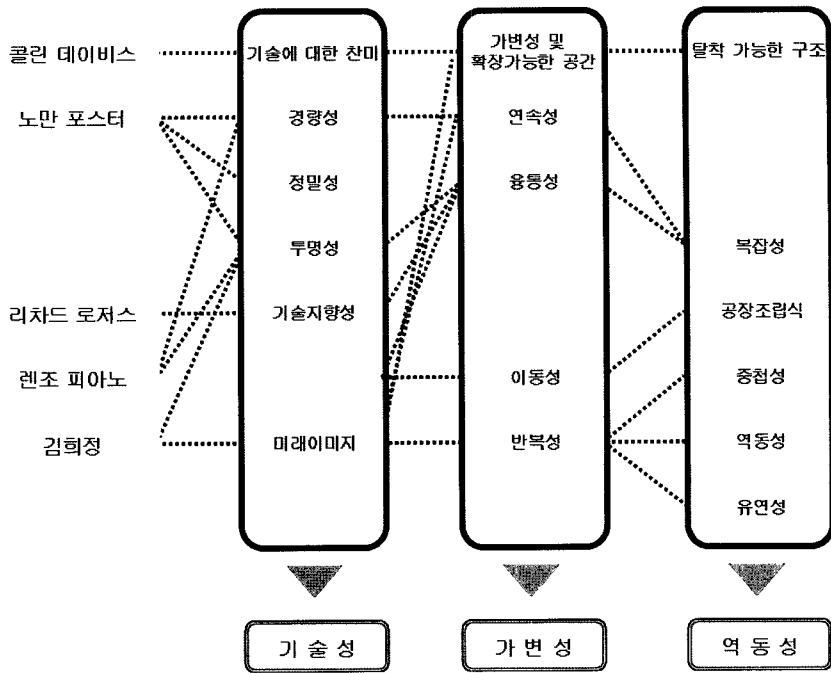 콜린 데이비스
노만 포스터
리차드 로저스
렌조 피아노
김희정
기술에 대한 찬미
경량성
정밀성
투명성
기술지향성
미래이미지
가변성 및
확장가능한 공간
연속성
융통성
이동성
반복성
탈착 가능한 구조
복잡성
공장조립식
중첩성
역동성
유연성
기 술 성
가 변 성
역 동 성